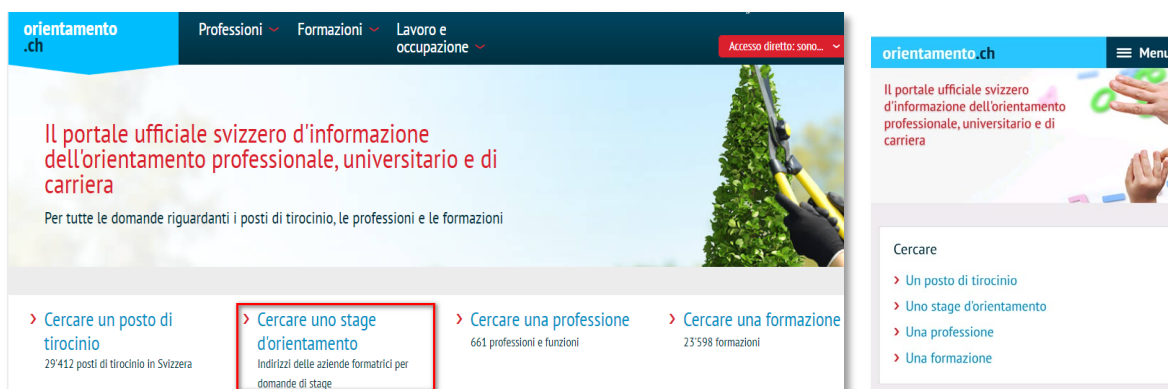 orientamento
.ch
Professioni
Formazioni
Lavoro e
occupazione
Accesso diretto: sono...
Il portale ufficiale svizzero d'informazione
dell'orientamento professionale, universitario e di
carriera
Per tutte le domande riguardanti i posti di tirocinio, le professioni e le formazioni
Cercare un posto di
tirocinio
29'412 posti di tirocinio in Svizzera
Cercare uno stage
d'orientamento
Indirizzi delle aziende formatrici per
domande di stage
Cercare una professione
661 professioni e funzioni
Cercare una formazione
23'598 formazioni
orientamento.ch
Menu
Il portale ufficiale svizzero
d'informazione dell'orientamento
professionale, universitario e di
carriera
Cercare
Un posto di tirocinio
Uno stage d'orientamento
Una professione
Una formazione